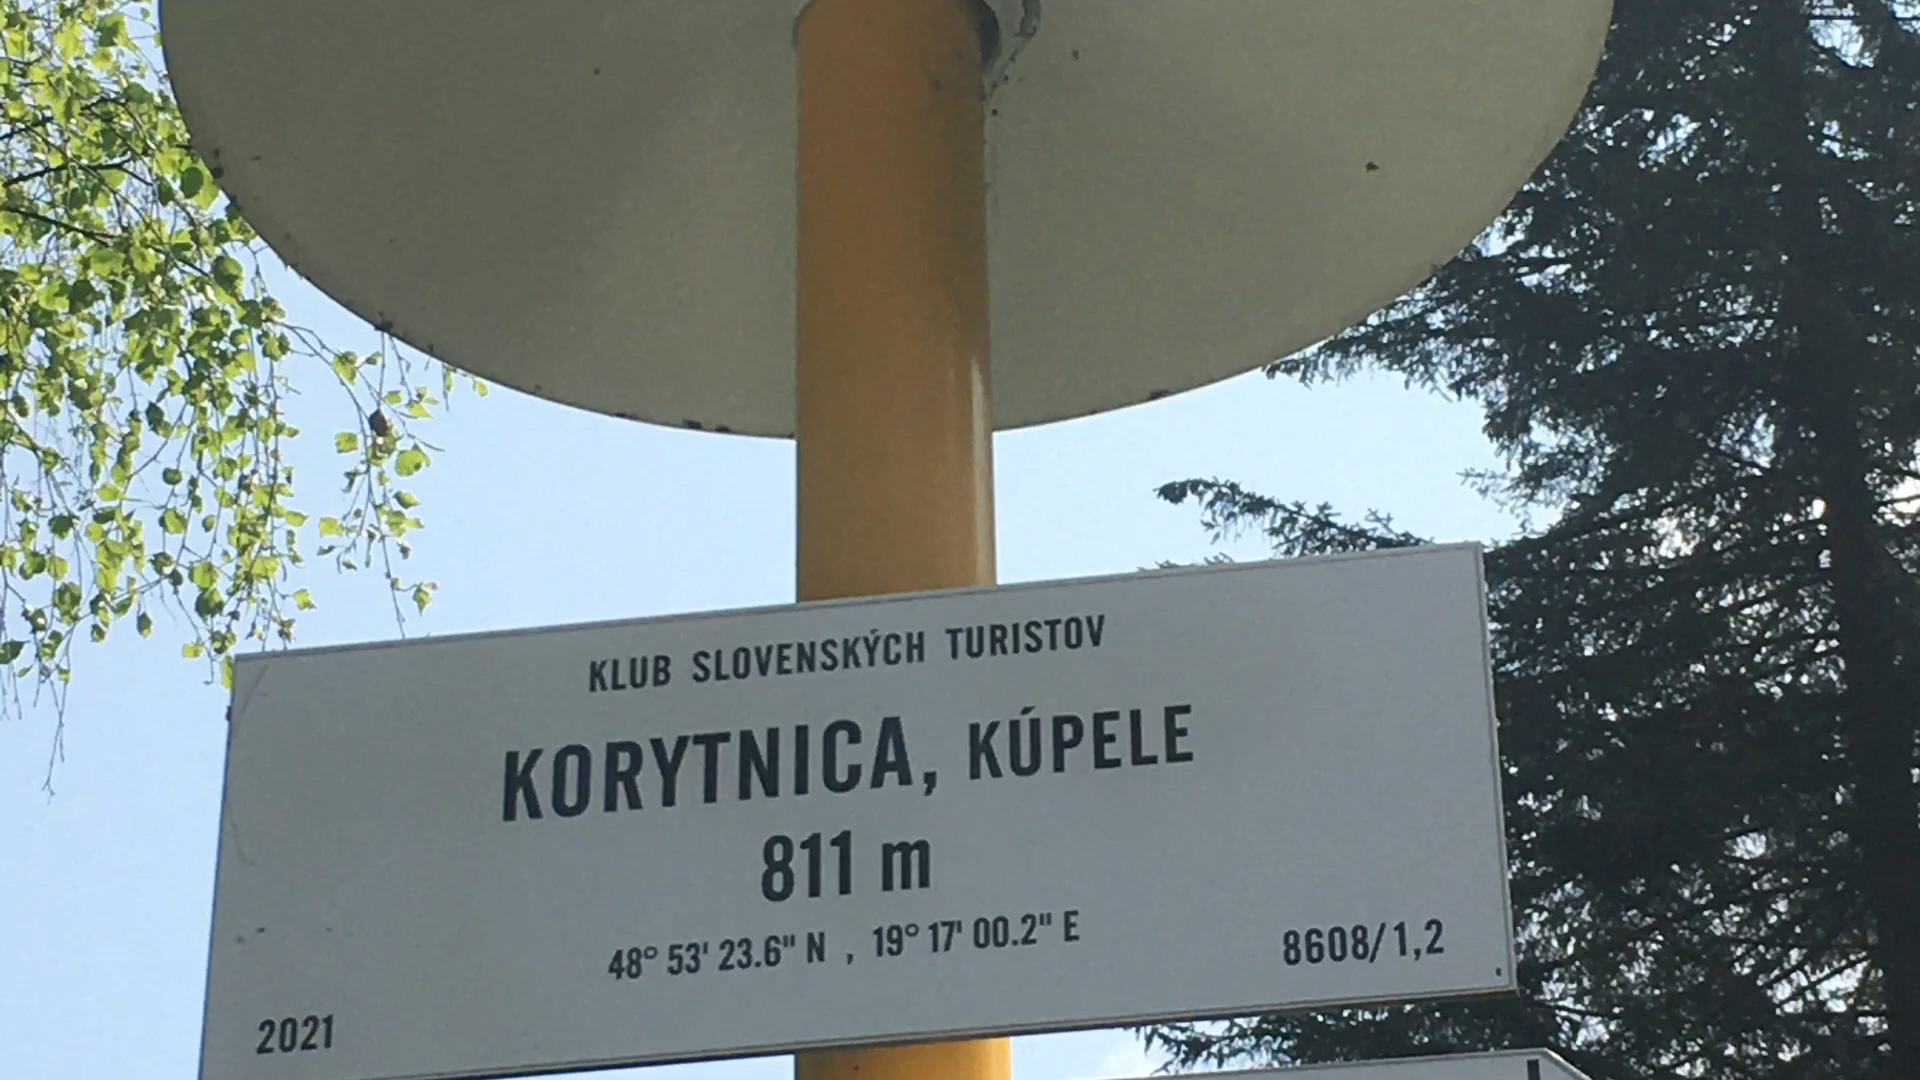 KLUB SLOVENSKÝCH TURISTOV
KORYTNICA, KÚPELE
811 m
48° 53' 23.6" N , 19° 17' 00.2" E
8608/1,2
2021